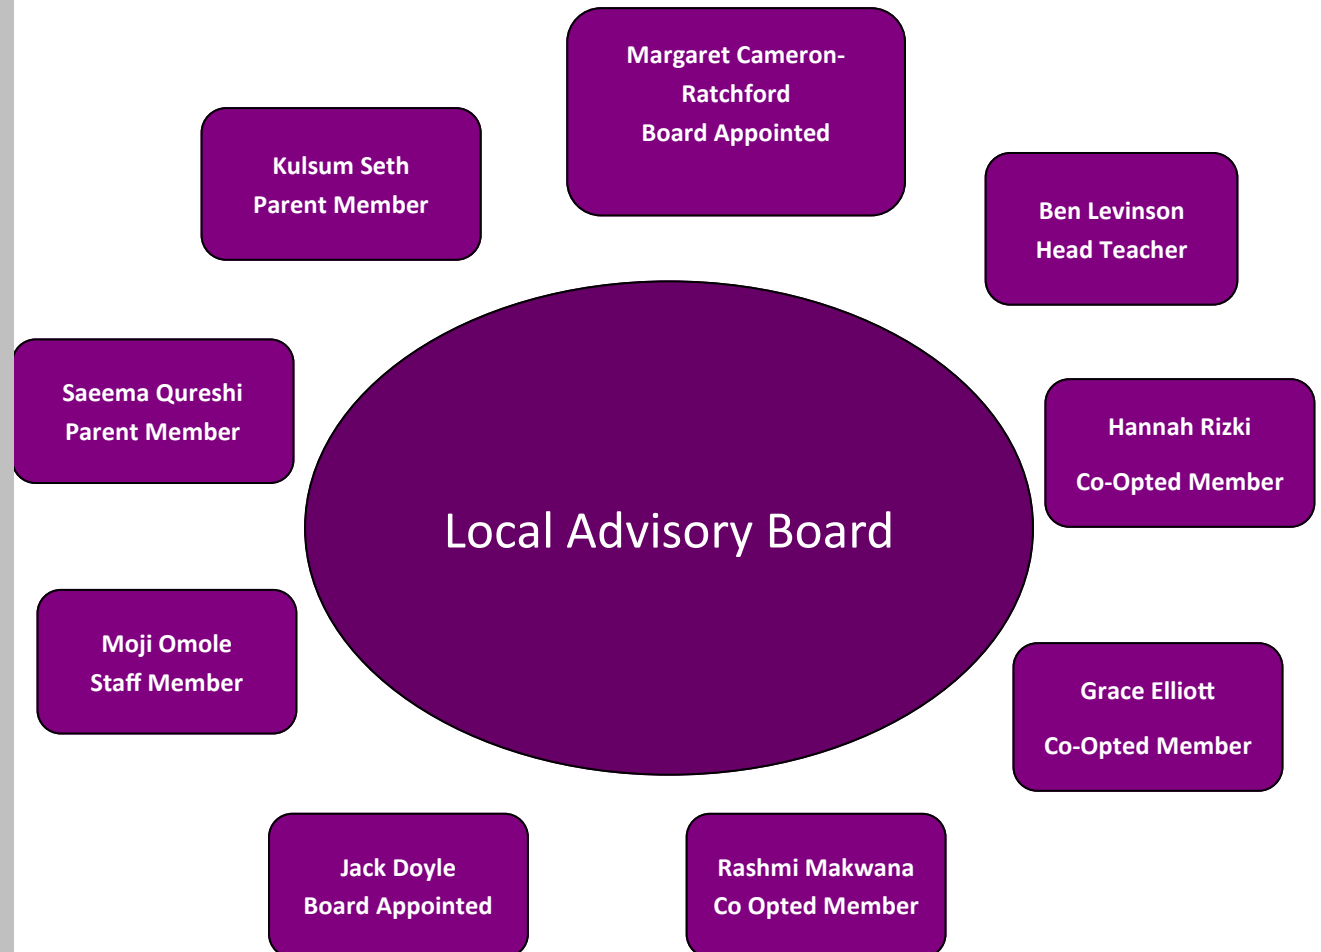 Margaret Cameron-
Ratchford
Board Appointed
Kulsum Seth
Parent Member
Ben Levinson
Head Teacher
Saeema Qureshi
Parent Member
Hannah Rizki
Co-Opted Member
Local Advisory Board
Moji Omole
Staff Member
Grace Elliott
Co-Opted Member
Jack Doyle
Board Appointed
Rashmi Makwana
Co Opted Member